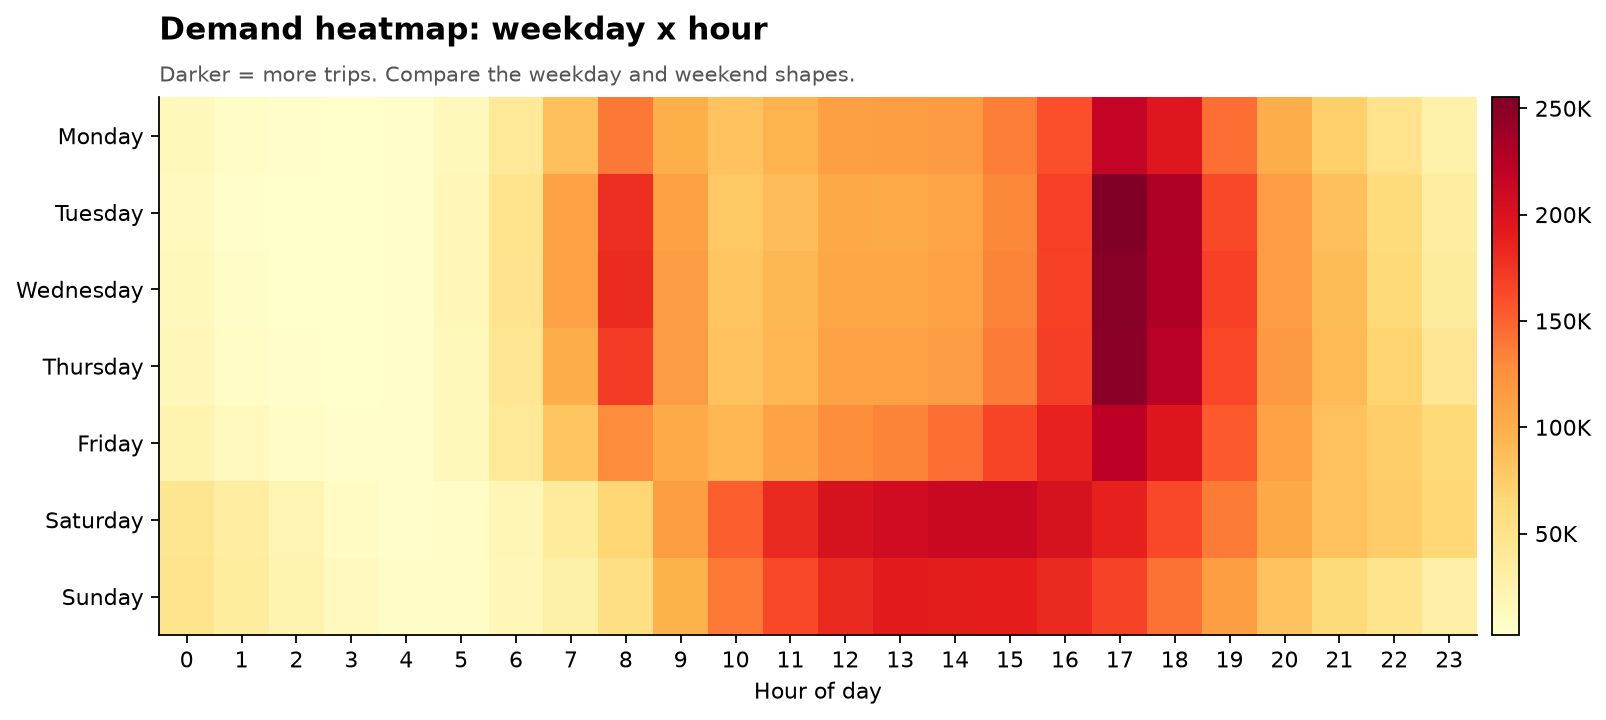 Demand heatmap: weekday x hour
Darker = more trips. Compare the weekday and weekend shapes.
Monday
Tuesday
Wednesday
Thursday
Friday
Saturday
Sunday
0 1 2 3 4 5 6 7 8 9 10 11 12 13 14 15 16 17 18 19 20 21 22 23
Hour of day
250K
200K
150K
100K
50K